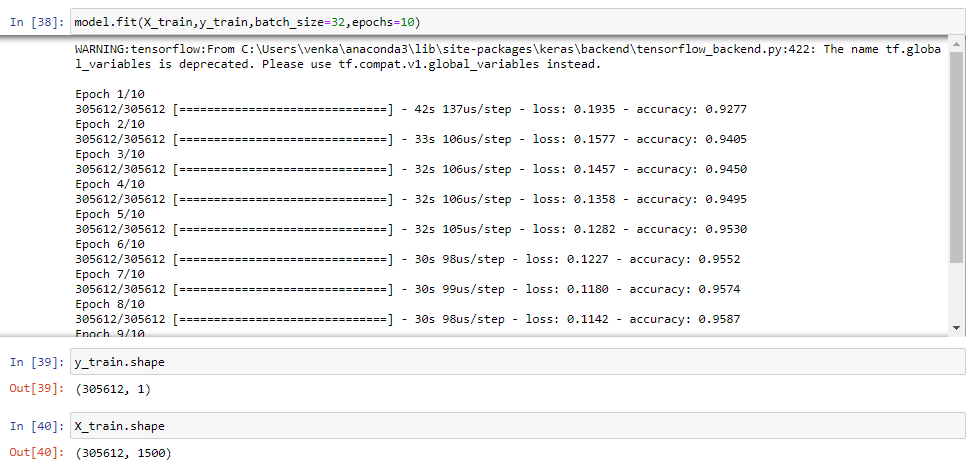 In [38]: model.fit(X_train,y_train,batch_size=32,epochs=10)
WARNING:tensorflow:From C:\Users\venka\anaconda3\lib\site-packages\keras\backend\tensorflow_backend.py:422: The name tf.globa
l_variables is deprecated. Please use tf.compat.v1.global_variables instead.
Epoch 1/10
305612/305612 [==============================] - 42s 137us/step - loss: 0.1935 - accuracy: 0.9277
Epoch 2/10
305612/305612 [==============================] - 33s 106us/step - loss: 0.1577 - accuracy: 0.9405
Epoch 3/10
305612/305612 [==============================] - 32s 106us/step - loss: 0.1457 - accuracy: 0.9450
Epoch 4/10
305612/305612 [==============================] - 32s 106us/step - loss: 0.1358 - accuracy: 0.9495
Epoch 5/10
305612/305612 [==============================] - 32s 105us/step - loss: 0.1282 - accuracy: 0.9530
Epoch 6/10
305612/305612 [==============================] - 30s 98us/step - loss: 0.1227 - accuracy: 0.9552
Epoch 7/10
305612/305612 [==============================] - 30s 99us/step - loss: 0.1180 - accuracy: 0.9574
Epoch 8/10
305612/305612 [==============================] - 30s 98us/step - loss: 0.1142 - accuracy: 0.9587
Epoch 9/10
In [39]: y_train.shape
Out[39]: (305612, 1)
In [40]: X_train.shape
Out[40]: (305612, 1500)